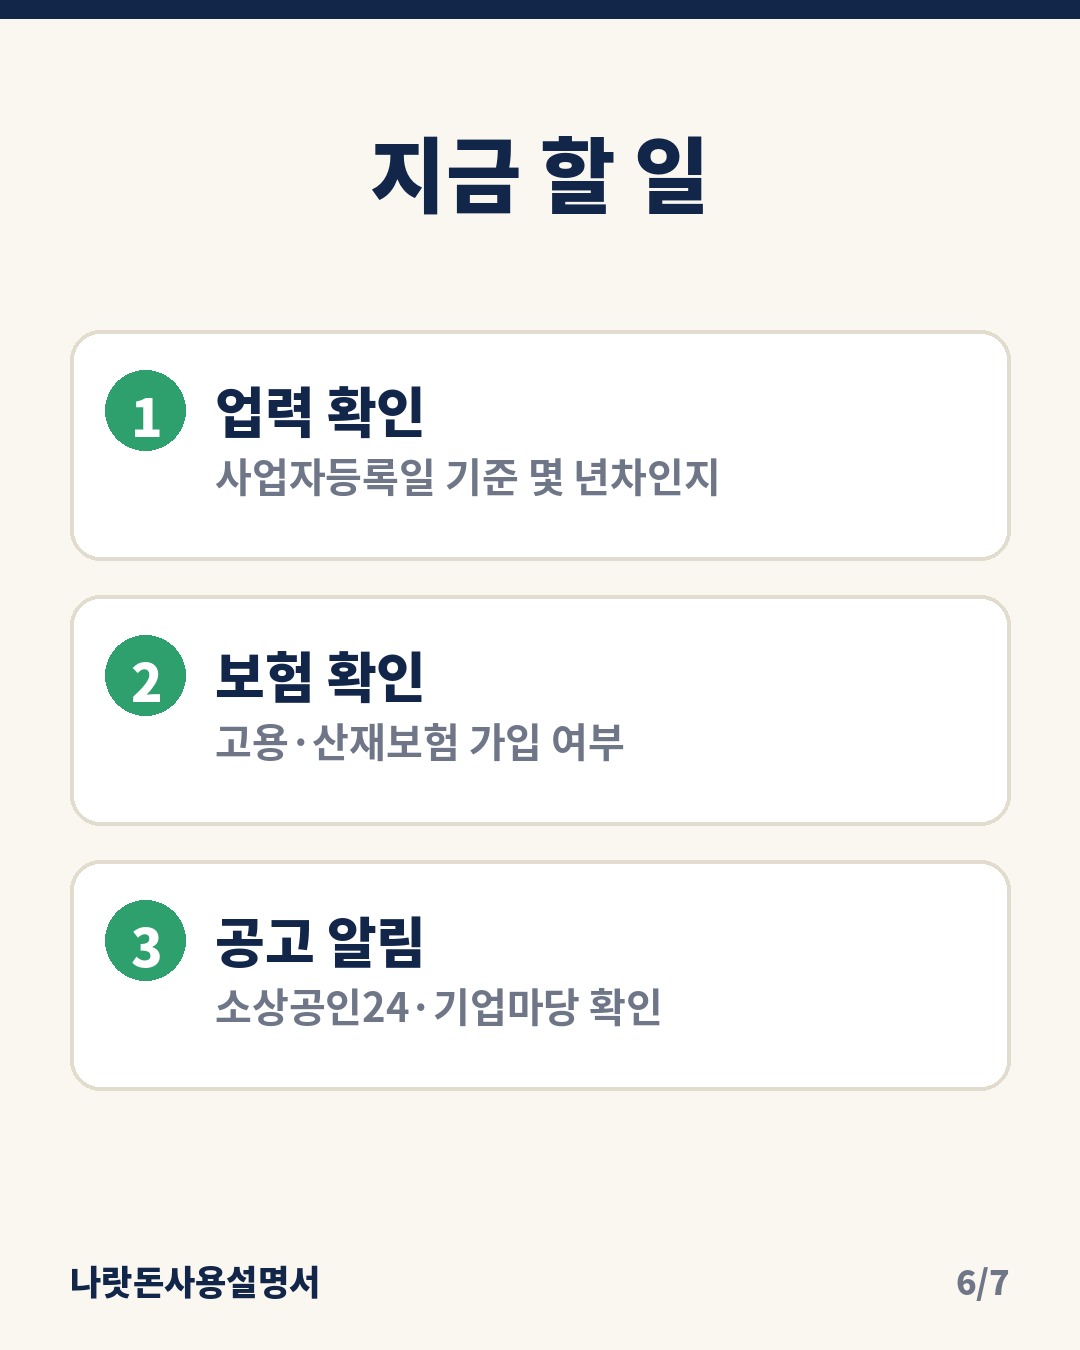 지금 할 일
1 업력 확인
사업자등록일 기준 몇 년차인지
2 보험 확인
고용·산재보험 가입 여부
3 공고 알림
소상공인24·기업마당 확인
나랏돈사용설명서 6/7